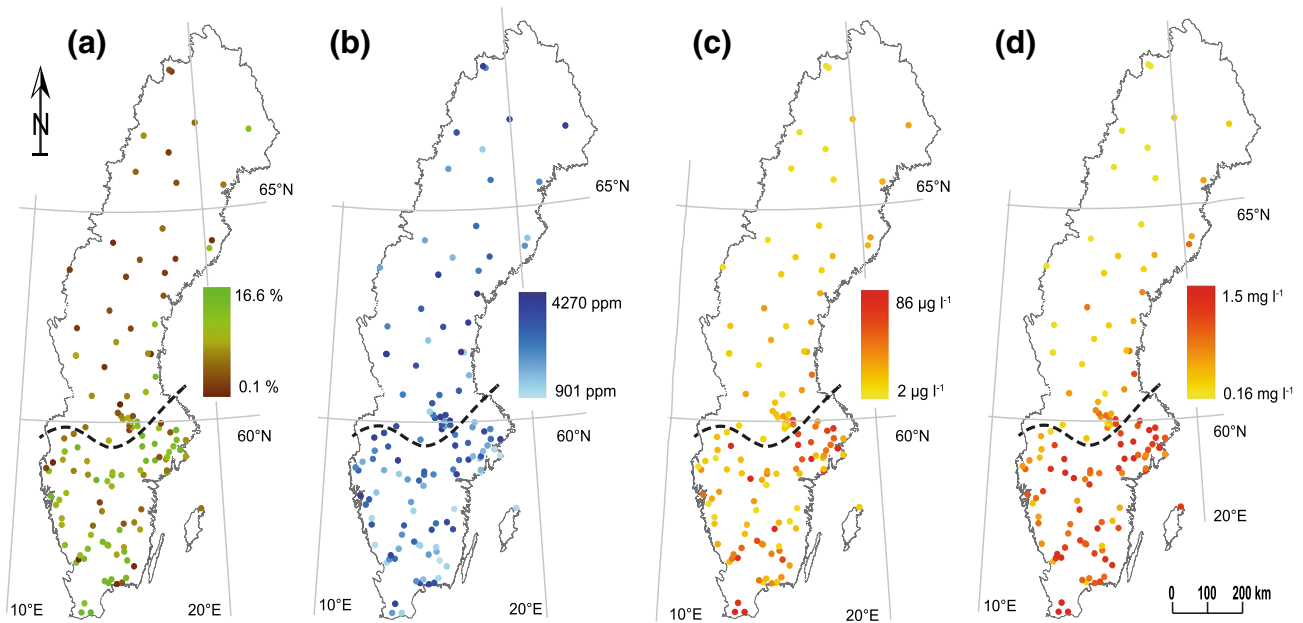 (a)
(b)
(c)
(d)
N
65°N
65°N
65°N
65°N
16.6 %
0.1 %
4270 ppm
901 ppm
86 µg l-1
2 µg l-1
1.5 mg l-1
0.16 mg l-1
60°N
60°N
60°N
60°N
10°E
20°E
10°E
20°E
10°E
20°E
10°E
20°E
0 100 200 km